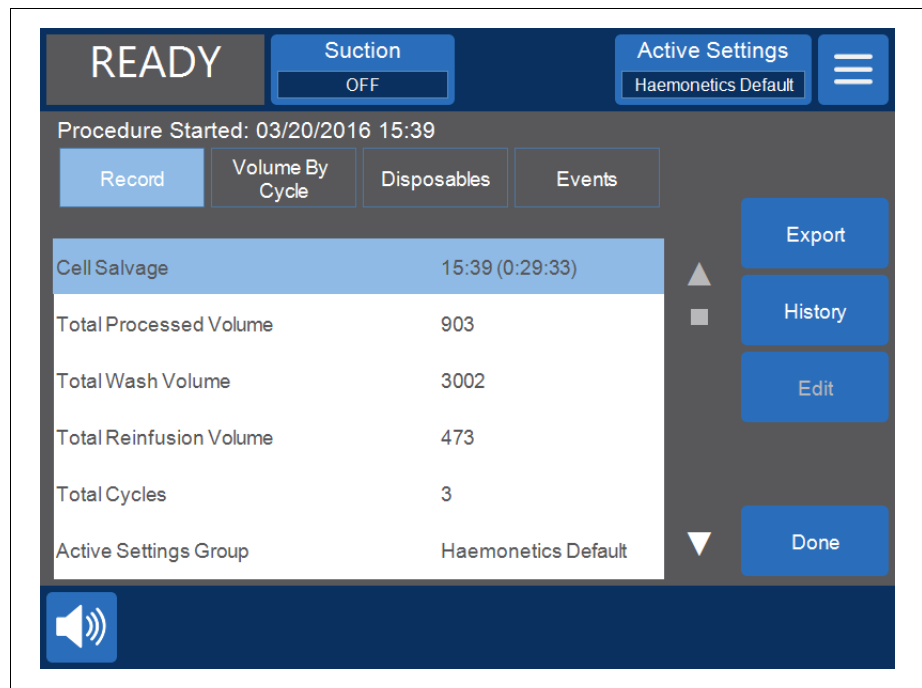 READY
Suction
OFF
Active Settings
Haemonetics Default
Procedure Started: 03/20/2016 15:39
Record
Volume By
Cycle
Disposables
Events
Cell Salvage 15:39 (0:29:33)
Total Processed Volume 903
Total Wash Volume 3002
Total Reinfusion Volume 473
Total Cycles 3
Active Settings Group Haemonetics Default
Export
History
Edit
Done